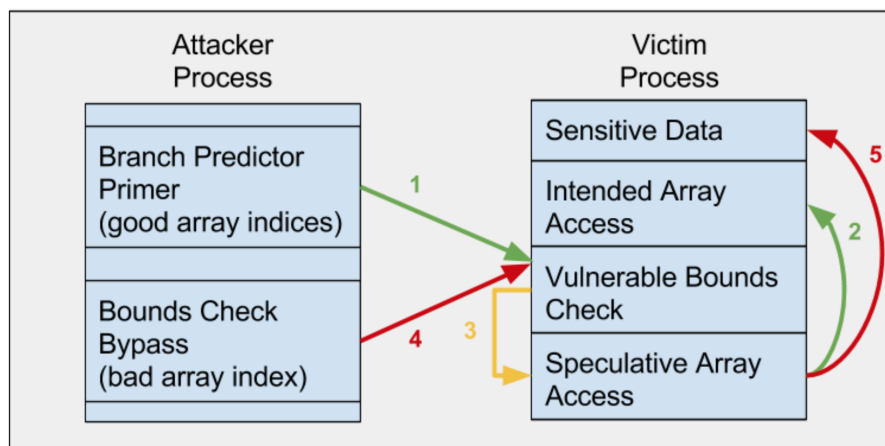 Attacker
Process
Victim
Process
Branch Predictor
Primer
(good array indices)
Bounds Check
Bypass
(bad array index)
1
4
3
Sensitive Data
Intended Array
Access
Vulnerable Bounds
Check
Speculative Array
Access
5
2